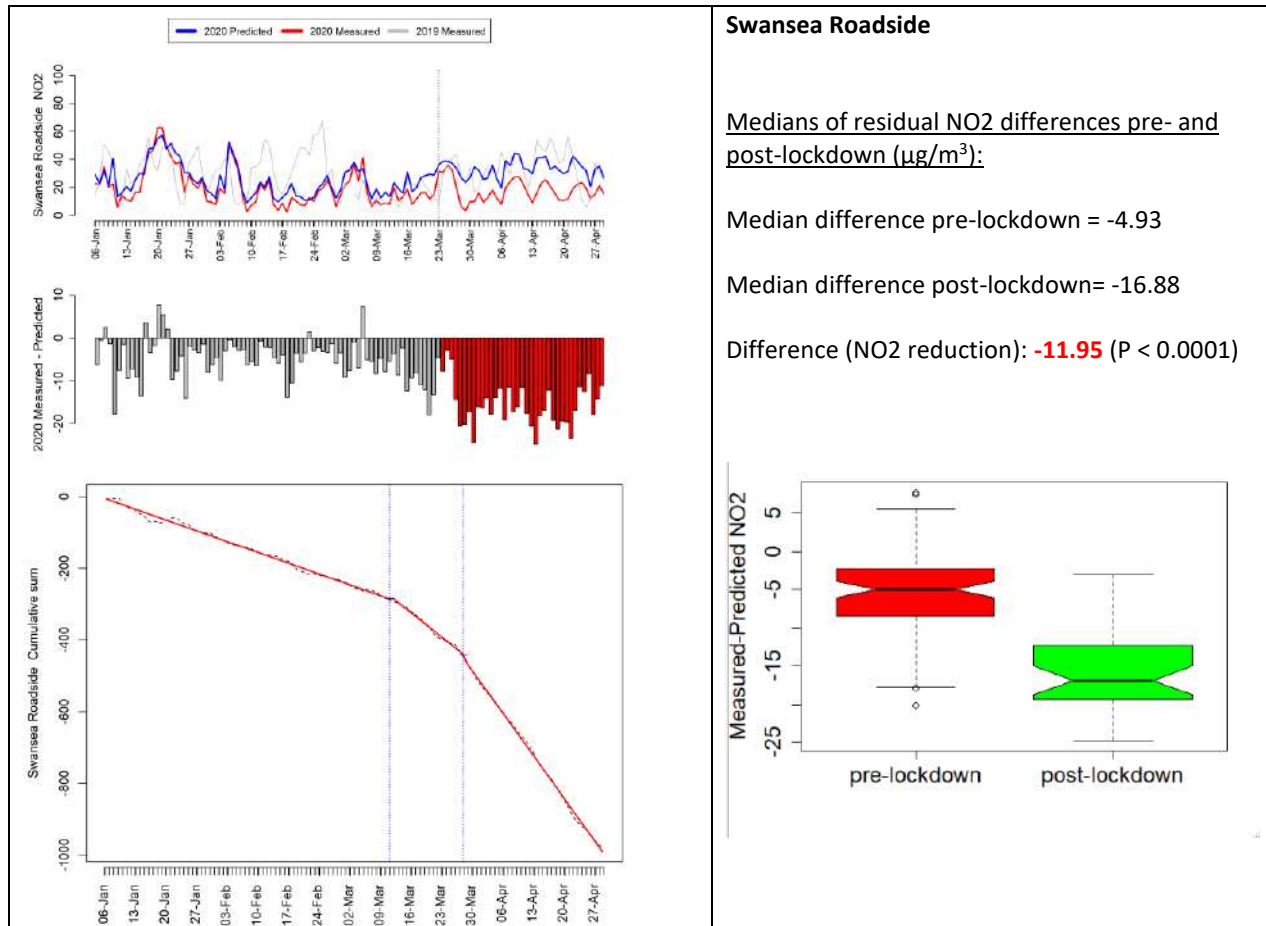 2020 Predicted 2020 Measured 2019 Measured
Swansea Roadside NO2
100
80
60
40
20
0
06-Jan 13-Jan 20-Jan 27-Jan 03-Feb 10-Feb 17-Feb 24-Feb 02-Mar 09-Mar 16-Mar 23-Mar 30-Mar 06-Apr 13-Apr 20-Apr 27-Apr
2020 Measured - Predicted
10
0
-10
-20
Swansea Roadside Cumulative sum
0
-200
-400
-600
-800
-1000
06-Jan 13-Jan 20-Jan 27-Jan 03-Feb 10-Feb 17-Feb 24-Feb 02-Mar 09-Mar 16-Mar 23-Mar 30-Mar 06-Apr 13-Apr 20-Apr 27-Apr
Swansea Roadside
Medians of residual NO2 differences pre- and
post-lockdown (µg/m³):
Median difference pre-lockdown = -4.93
Median difference post-lockdown= -16.88
Difference (NO2 reduction): -11.95 (P < 0.0001)
Measured-Predicted NO2
5
0
-5
-15
-25
pre-lockdown post-lockdown